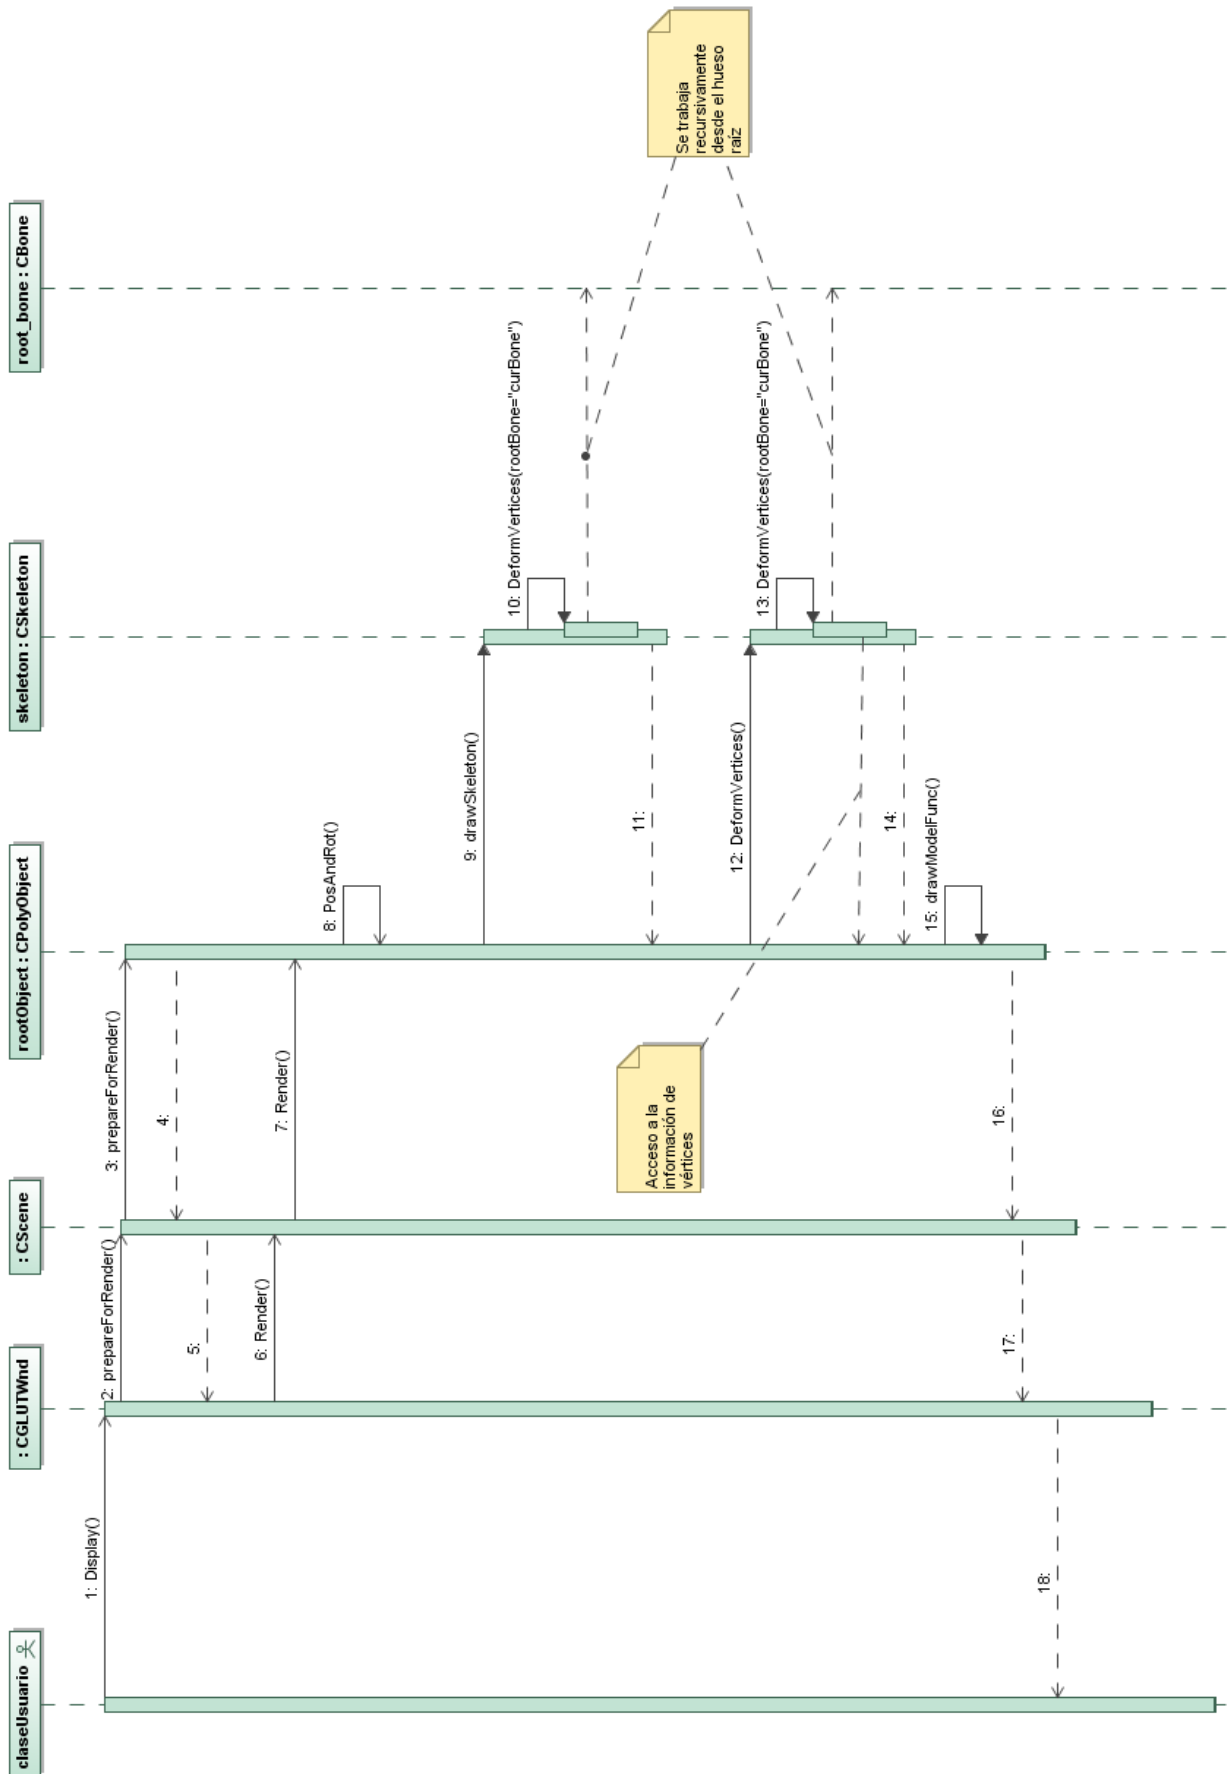 claseUsuario
: CGLUTWnd
: CScene
rootObject : CPolyObject
skeleton : CSkeleton
root_bone : CBone
1: Display()
2: prepareForRender()
3: prepareForRender()
4:
5:
6: Render()
7: Render()
8: PosAndRot()
9: drawSkeleton()
10: DeformVertices(rootBone="curBone")
11:
12: DeformVertices()
13: DeformVertices(rootBone="curBone")
14:
15: drawModelFunc()
16:
17:
18:
Acceso a la
información de
vértices
Se trabaja
recursivamente
desde el hueso
raíz